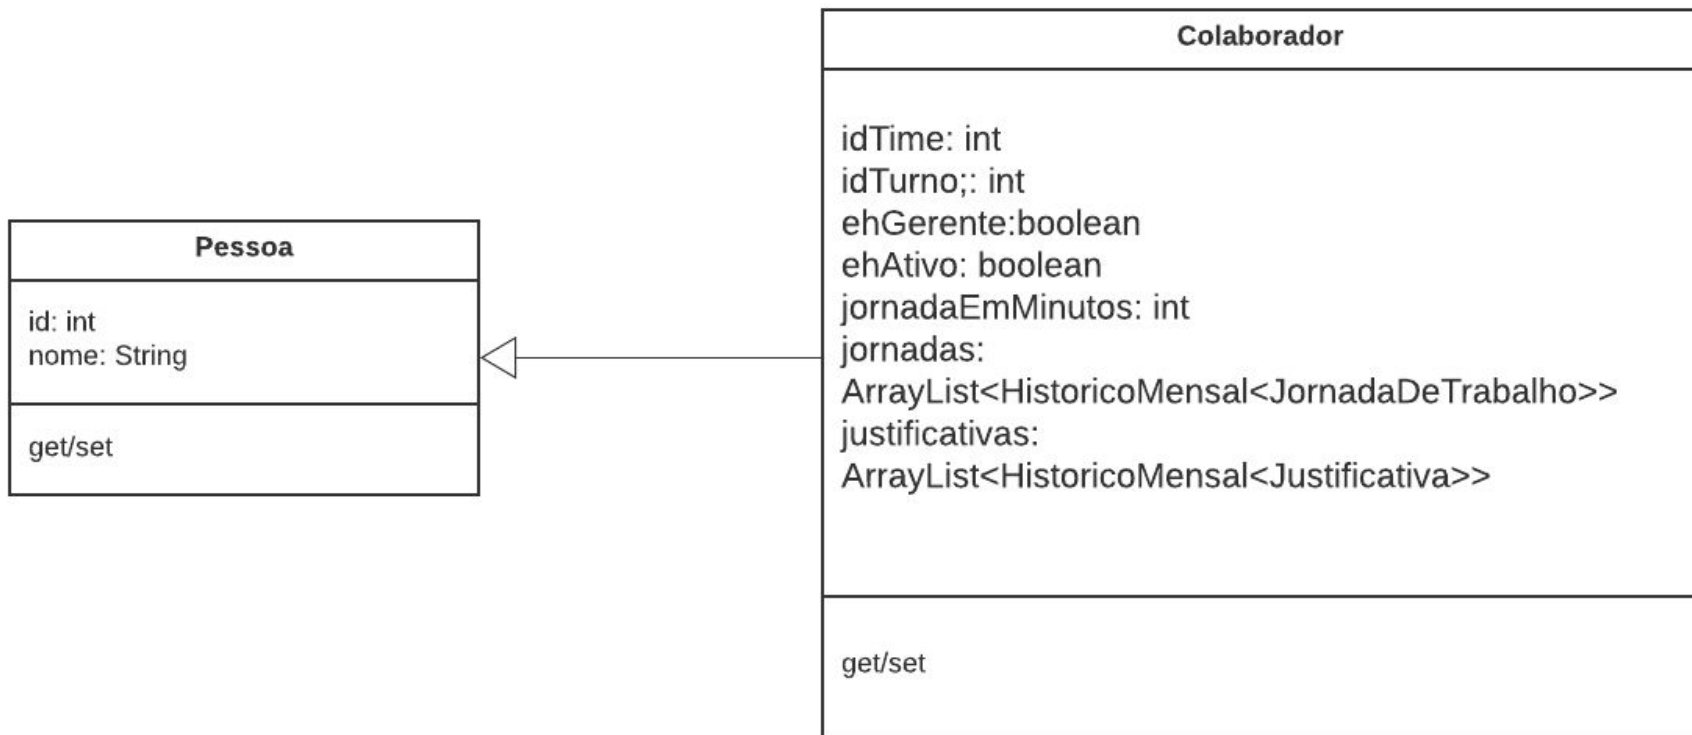 Pessoa
id: int
nome: String
get/set
Colaborador
idTime: int
idTurno;: int
ehGerente:boolean
ehAtivo: boolean
jornadaEmMinutos: int
jornadas:
ArrayList<HistoricoMensal<JornadaDeTrabalho>>
justificativas:
ArrayList<HistoricoMensal<Justificativa>>
get/set